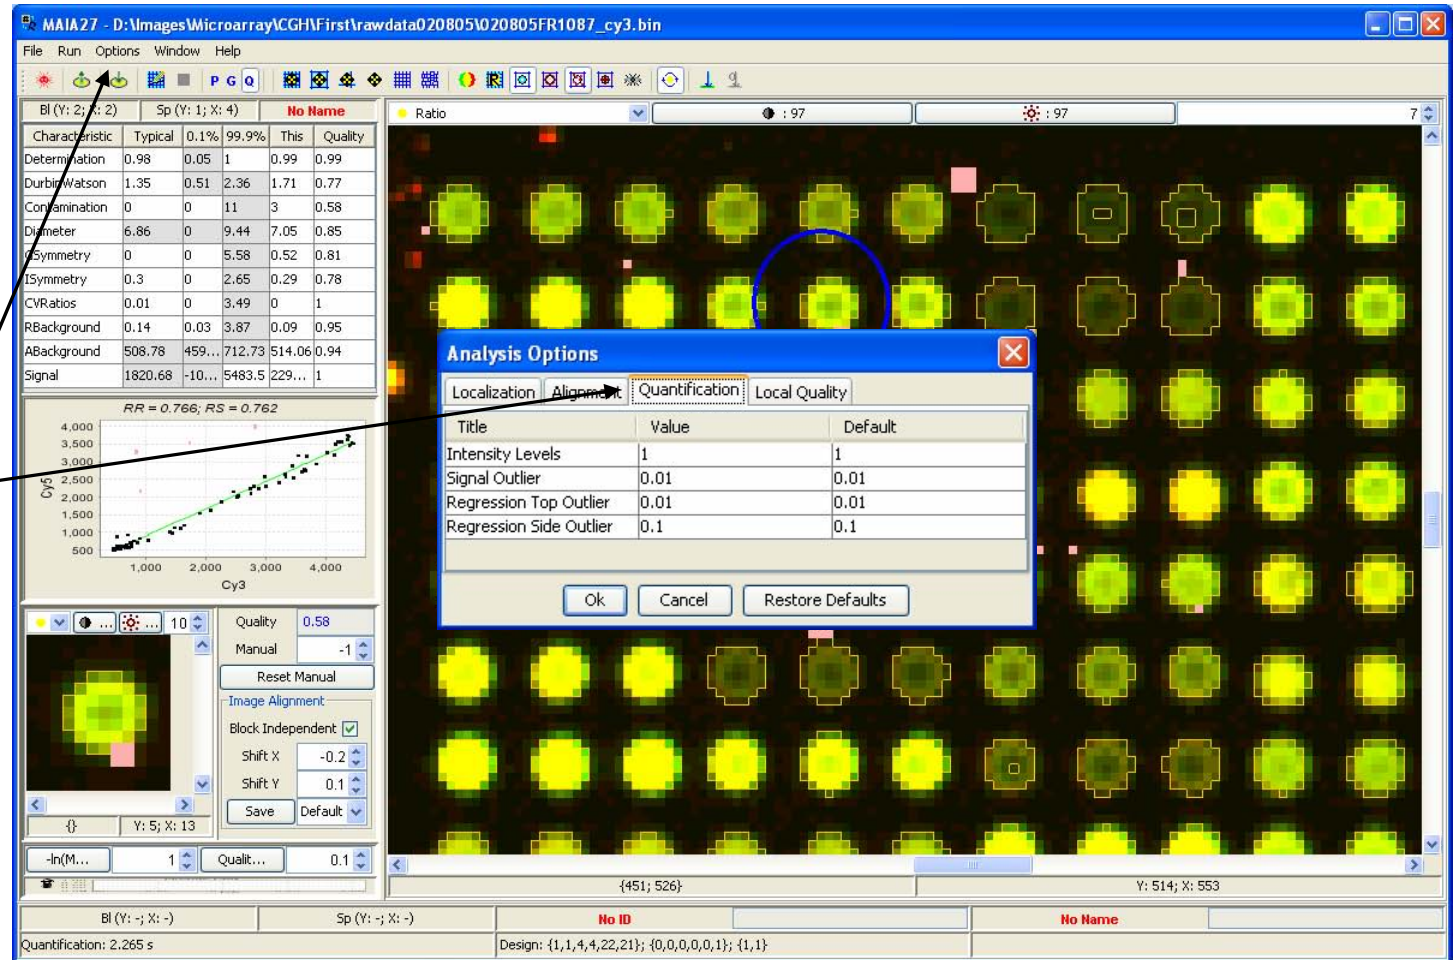 MAIA27 - D:\Images\Microarray\CGH\First\rawdata020805\020805FR1087_cy3.bin
File Run Options Window Help
P G Q
Bl (Y: 2; X: 2) Sp (Y: 1; X: 4) No Name
Characteristic Typical 0.1% 99.9% This Quality
Determination 0.98 0.05 1 0.99 0.99
DurbinWatson 1.35 0.51 2.36 1.71 0.77
Contamination 0 0 11 3 0.58
Diameter 6.86 0 9.44 7.05 0.85
GSymmetry 0 0 5.58 0.52 0.81
ISymmetry 0.3 0 2.65 0.29 0.78
CVRatios 0.01 0 3.49 0 1
RBackground 0.14 0.03 3.87 0.09 0.95
ABackground 508.78 459... 712.73 514.06 0.94
Signal 1820.68 -10... 5483.5 229... 1
Ratio : 97 : 97 7
RR = 0.766; RS = 0.762
4,000
3,500
3,000
2,500
2,000
1,500
1,000
500
Cy5
1,000 2,000 3,000 4,000
Cy3
Analysis Options
Localization Alignment Quantification Local Quality
Title Value Default
Intensity Levels 1 1
Signal Outlier 0.01 0.01
Regression Top Outlier 0.01 0.01
Regression Side Outlier 0.1 0.1
Ok Cancel Restore Defaults
... ... 10
Quality 0.58
Manual -1
Reset Manual
Image Alignment
Block Independent
Shift X -0.2
Shift Y 0.1
Save Default
{} Y: 5; X: 13
-ln(M... 1 Qualit... 0.1
{451; 526} Y: 514; X: 553
Bl (Y: -; X: -) Sp (Y: -; X: -) No ID No Name
Quantification: 2.265 s Design: {1,1,4,4,22,21}; {0,0,0,0,0,1}; {1,1}